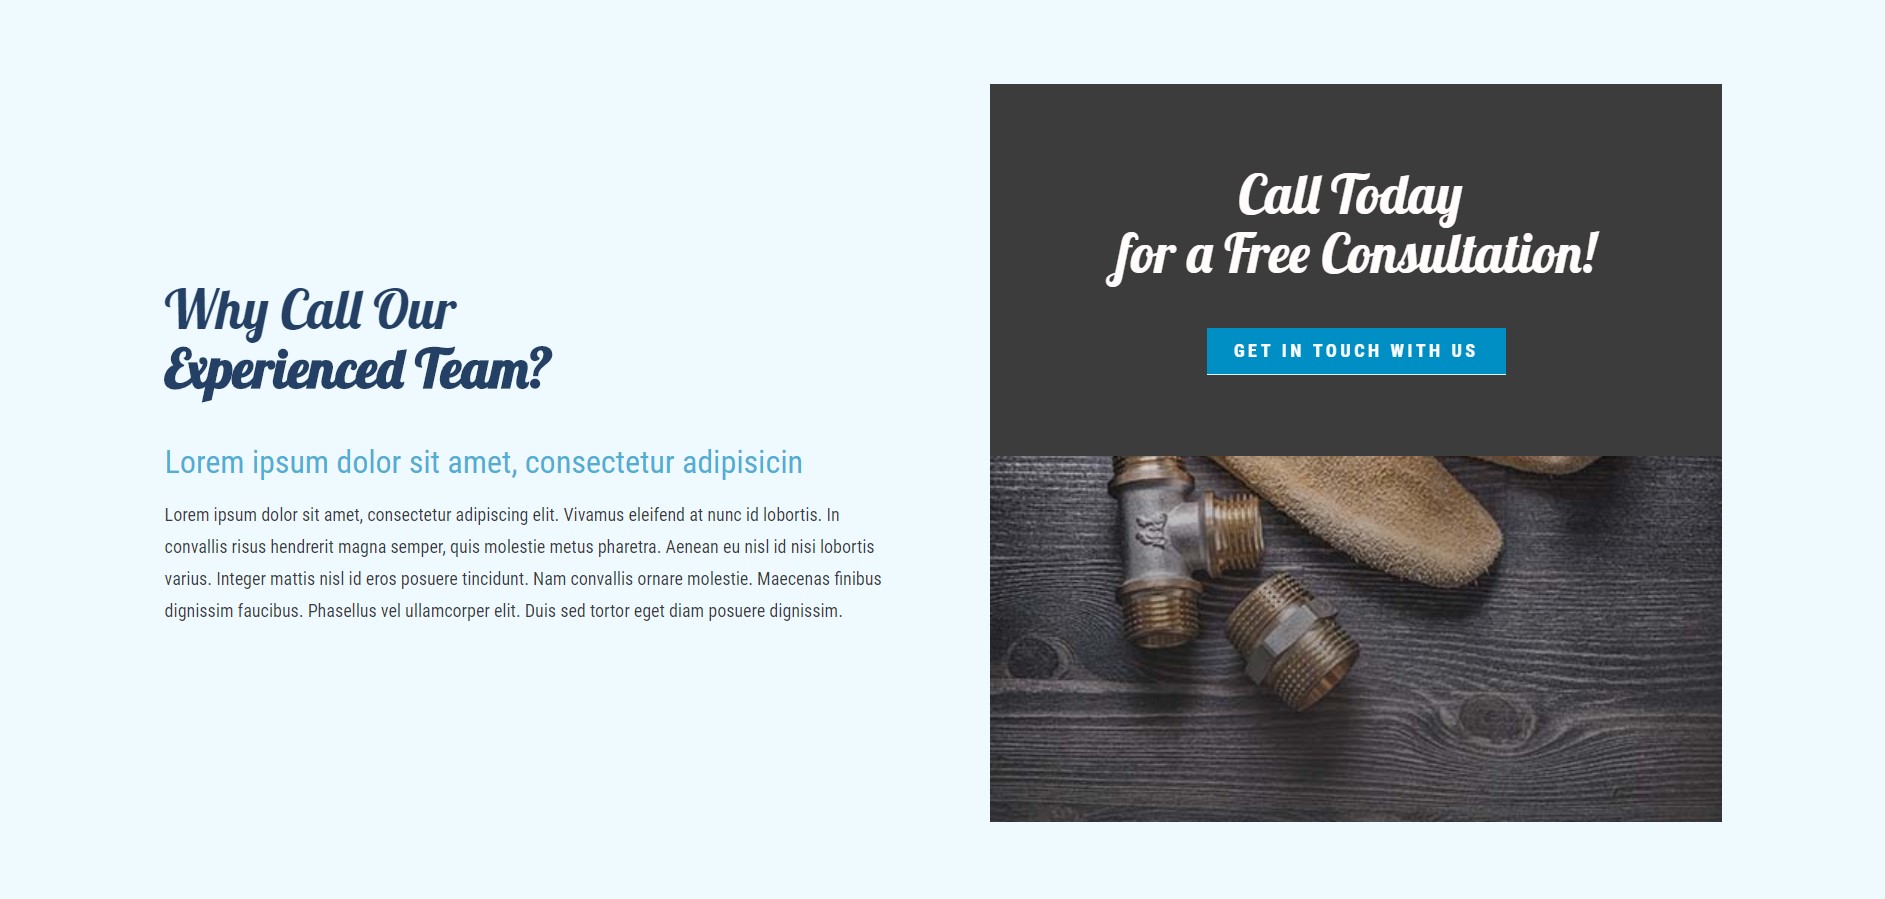 Why Call Our
Experienced Team?
Lorem ipsum dolor sit amet, consectetur adipisicin
Lorem ipsum dolor sit amet, consectetur adipiscing elit. Vivamus eleifend at nunc id lobortis. In
convallis risus hendrerit magna semper, quis molestie metus pharetra. Aenean eu nisl id nisi lobortis
varius. Integer mattis nisl id eros posuere tincidunt. Nam convallis ornare molestie. Maecenas finibus
dignissim faucibus. Phasellus vel ullamcorper elit. Duis sed tortor eget diam posuere dignissim.
Call Today
for a Free Consultation!
GET IN TOUCH WITH US